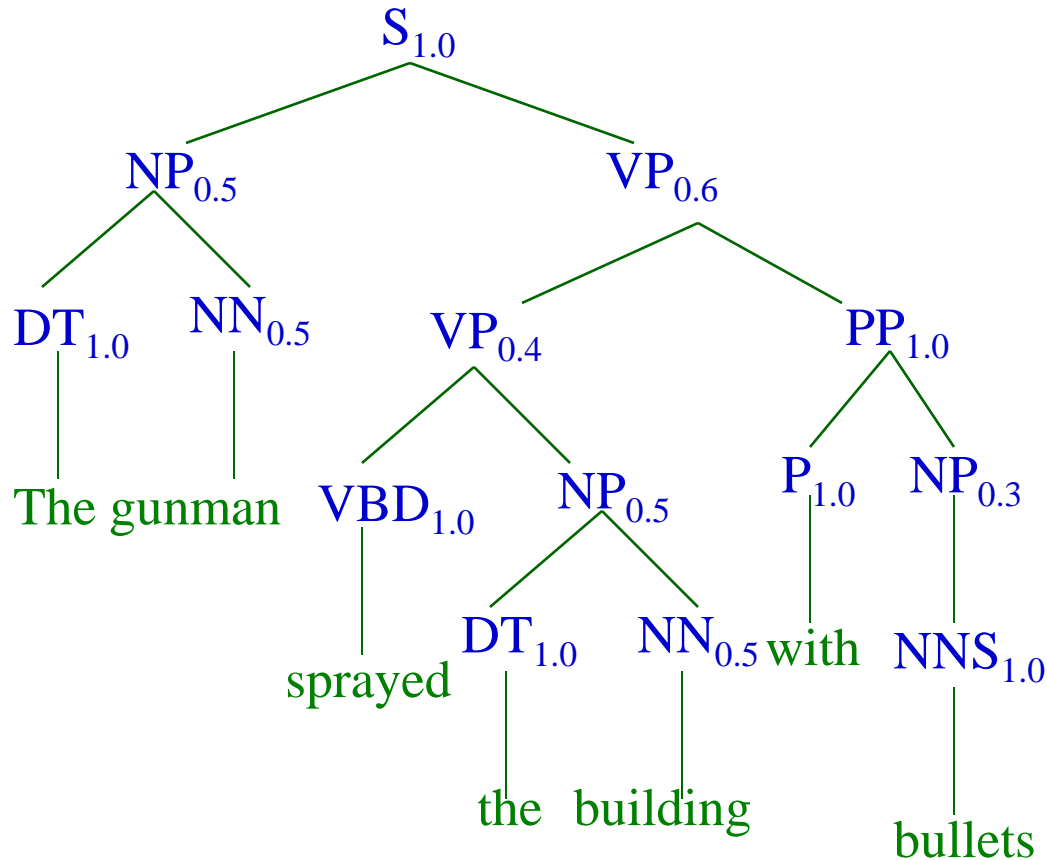 S1.0
NP0.5 VP0.6
DT1.0 NN0.5 VP0.4 PP1.0
The gunman VBD1.0 NP0.5 P1.0 NP0.3
sprayed DT1.0 NN0.5 with NNS1.0
the building bullets